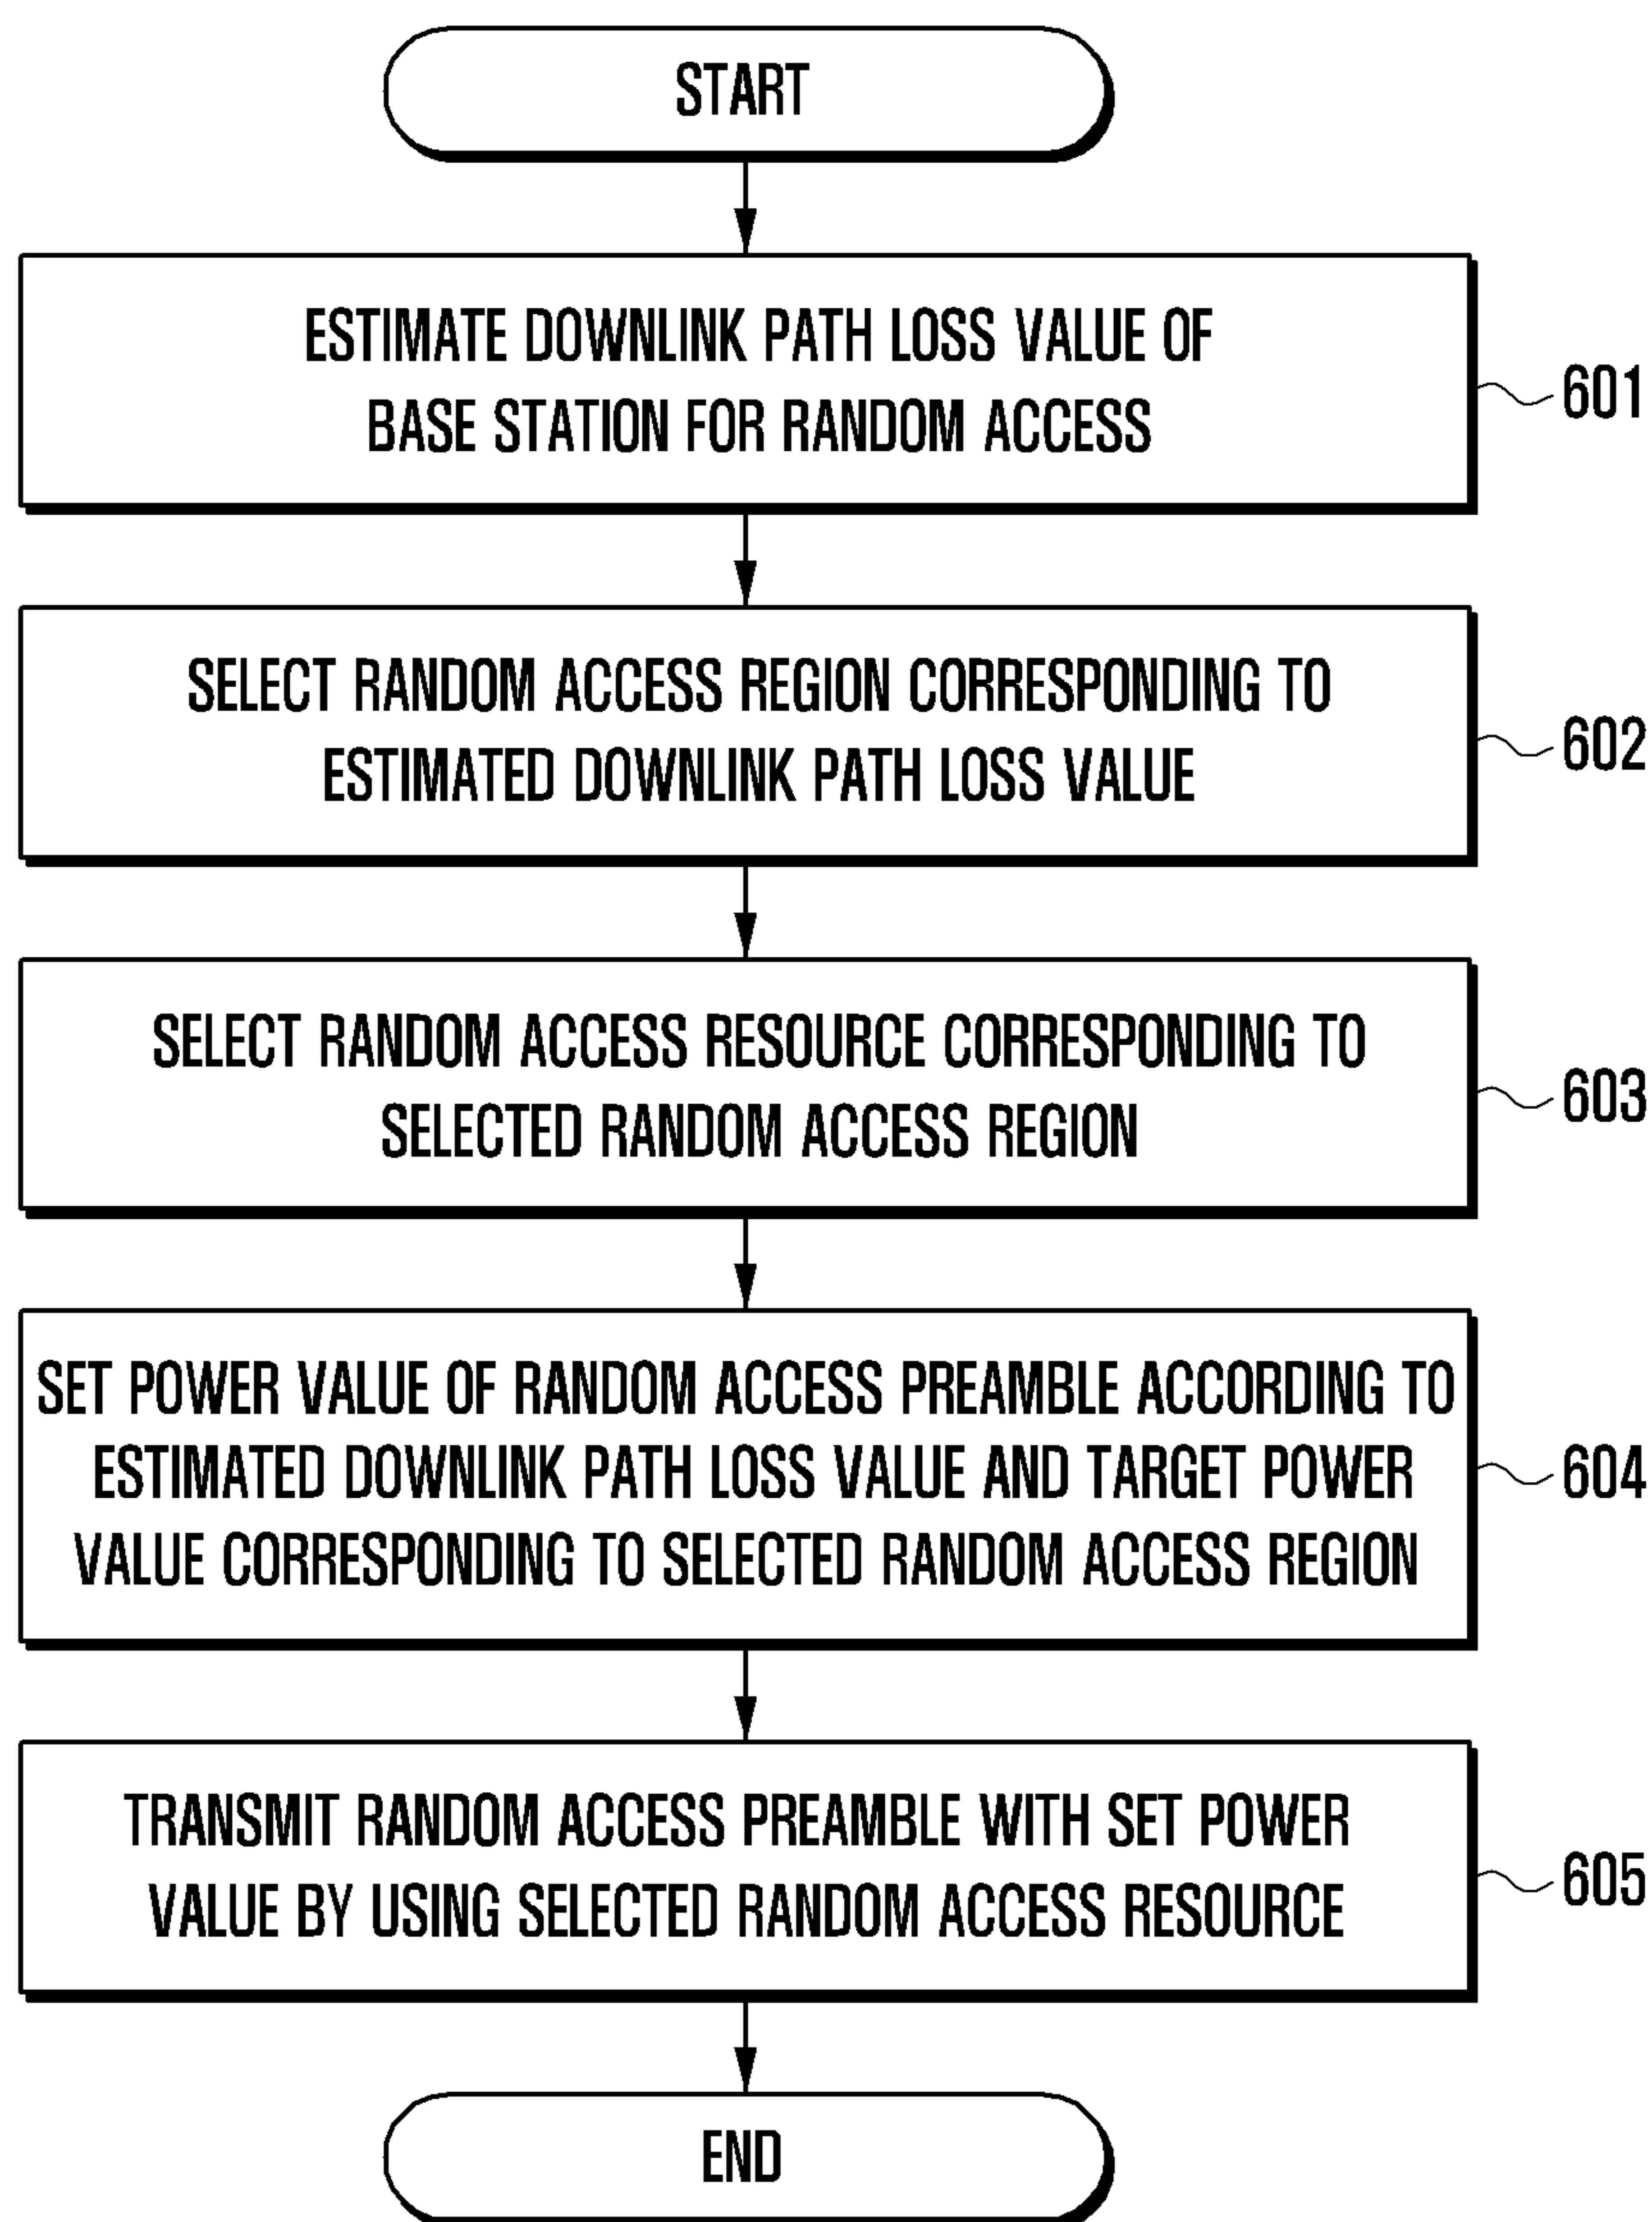 START
ESTIMATE DOWNLINK PATH LOSS VALUE OF
BASE STATION FOR RANDOM ACCESS
601
SELECT RANDOM ACCESS REGION CORRESPONDING TO
ESTIMATED DOWNLINK PATH LOSS VALUE
602
SELECT RANDOM ACCESS RESOURCE CORRESPONDING TO
SELECTED RANDOM ACCESS REGION
603
SET POWER VALUE OF RANDOM ACCESS PREAMBLE ACCORDING TO
ESTIMATED DOWNLINK PATH LOSS VALUE AND TARGET POWER
VALUE CORRESPONDING TO SELECTED RANDOM ACCESS REGION
604
TRANSMIT RANDOM ACCESS PREAMBLE WITH SET POWER
VALUE BY USING SELECTED RANDOM ACCESS RESOURCE
605
END